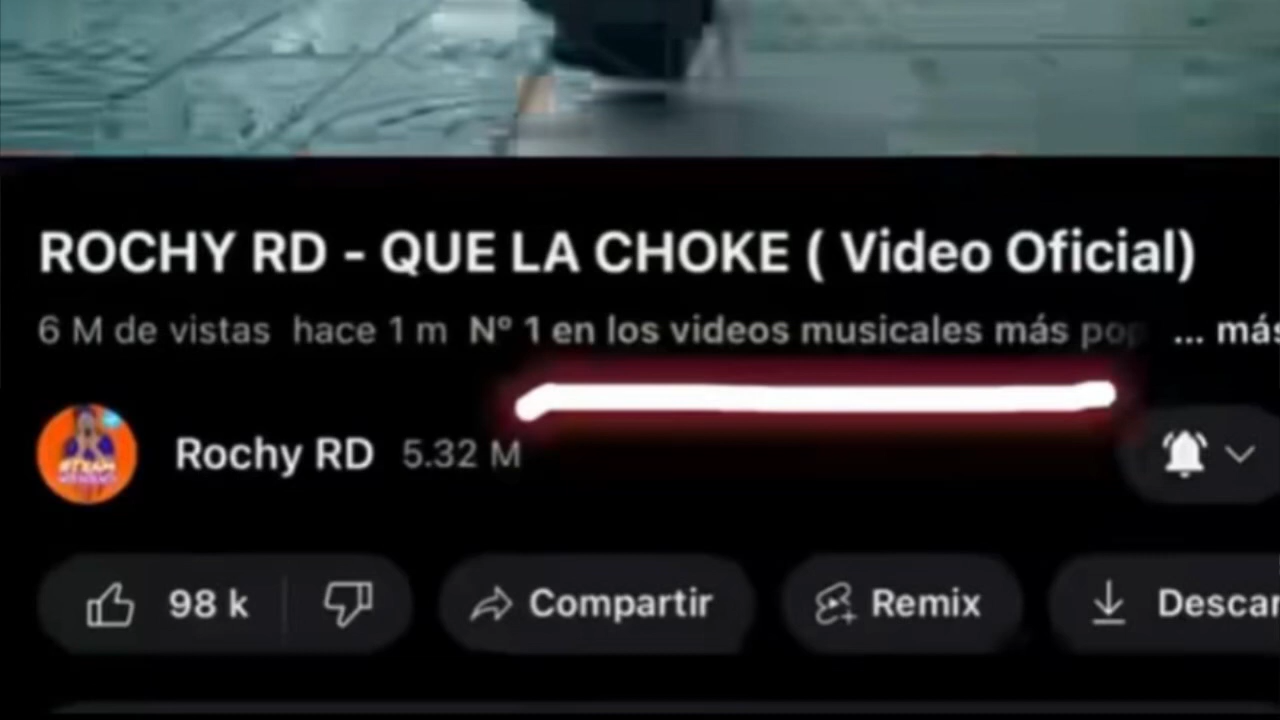 ROCHY RD - QUE LA CHOKE ( Video Oficial)
6 M de vistas hace 1 m Nº 1 en los videos musicales más pop ... más
Rochy RD 5.32 M
98 k Compartir Remix Descar